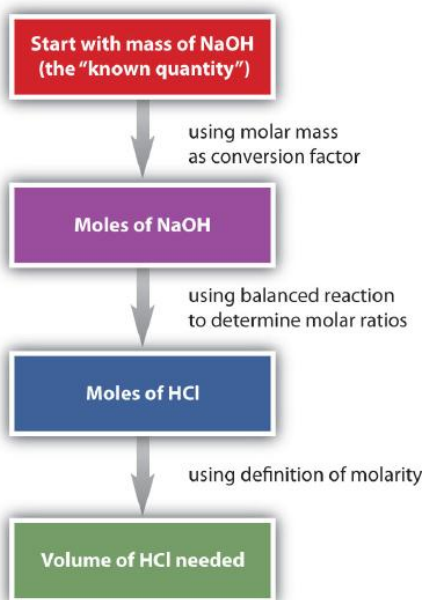 Start with mass of NaOH
(the “known quantity”)
using molar mass
as conversion factor
Moles of NaOH
using balanced reaction
to determine molar ratios
Moles of HCl
using definition of molarity
Volume of HCl needed